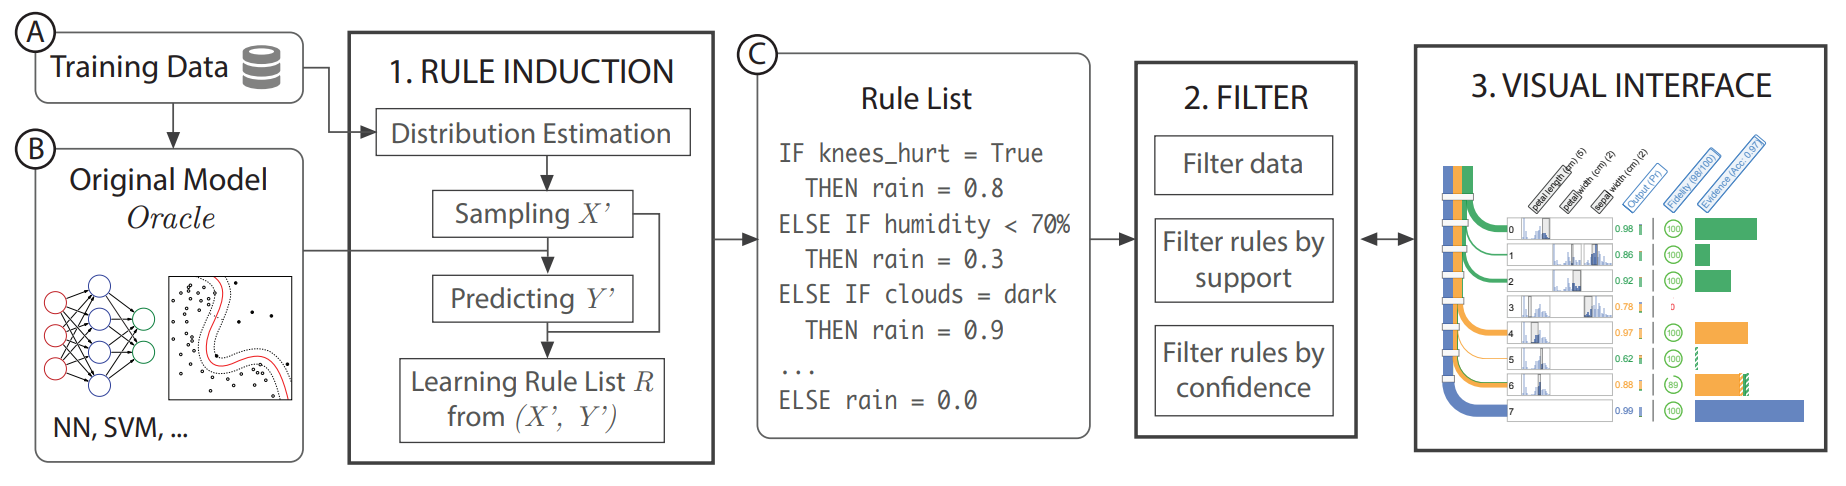 A
Training Data
B
Original Model
Oracle
NN, SVM, ...
1. RULE INDUCTION
Distribution Estimation
Sampling X’
Predicting Y’
Learning Rule List R
from (X’, Y’)
C
Rule List
IF knees_hurt = True
THEN rain = 0.8
ELSE IF humidity < 70%
THEN rain = 0.3
ELSE IF clouds = dark
THEN rain = 0.9
...
ELSE rain = 0.0
2. FILTER
Filter data
Filter rules by
support
Filter rules by
confidence
3. VISUAL INTERFACE
petal length (cm) (5)
petal width (cm) (2)
sepal width (cm) (2)
Output (Pr)
Fidelity (98/100)
Evidence (Acc: 0.97)
0 0.98 100
1 0.86 100
2 0.92 100
3 0.78 0
4 0.97 100
5 0.62 100
6 0.88 89
7 0.99 100